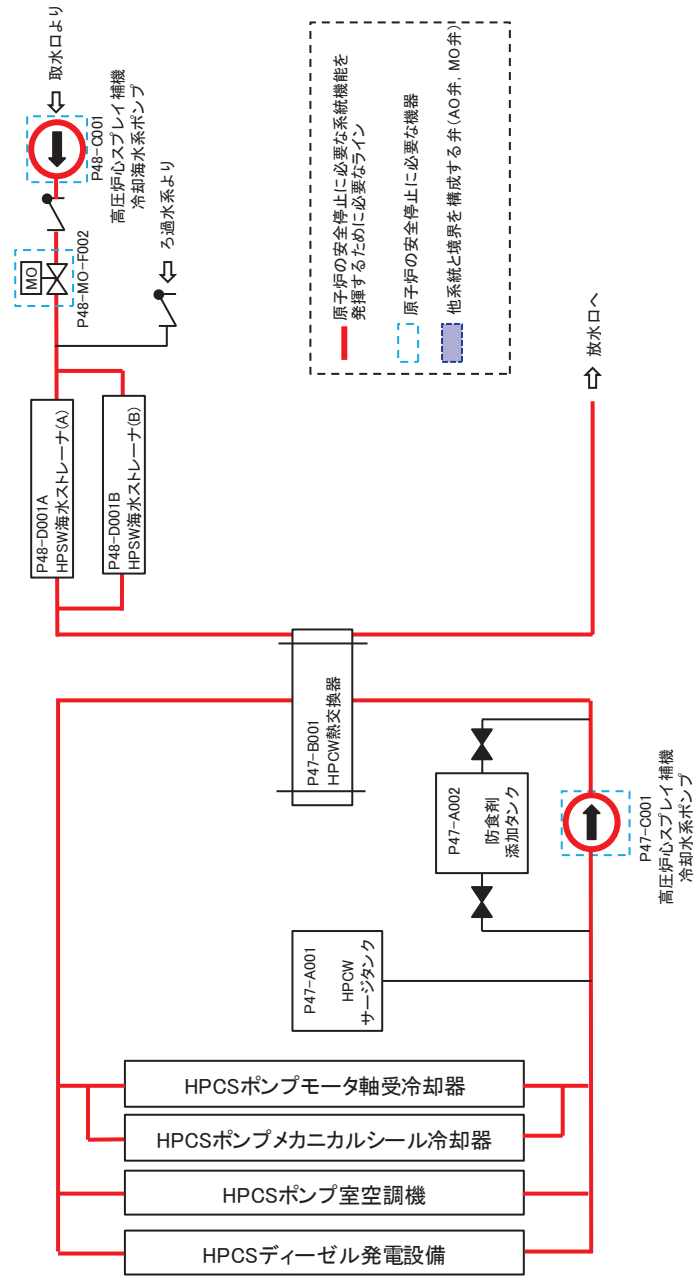 取水口より
P48-C001
高圧炉心スプレイ補機
冷却海水系ポンプ
MO
P48-MO-F002
ろ過水系より
P48-D001A
HPSW海水ストレーナ(A)
P48-D001B
HPSW海水ストレーナ(B)
原子炉の安全停止に必要な系統機能を
発揮するために必要なライン
原子炉の安全停止に必要な機器
他系統と境界を構成する弁(AO弁, MO弁)
放水口へ
P47-B001
HPCW熱交換器
P47-A002
防食剤
添加タンク
P47-C001
高圧炉心スプレイ補機
冷却水系ポンプ
P47-A001
HPCW
サージタンク
HPCSポンプモータ軸受冷却器
HPCSポンプメカニカルシール冷却器
HPCSポンプ室空調機
HPCSディーゼル発電設備